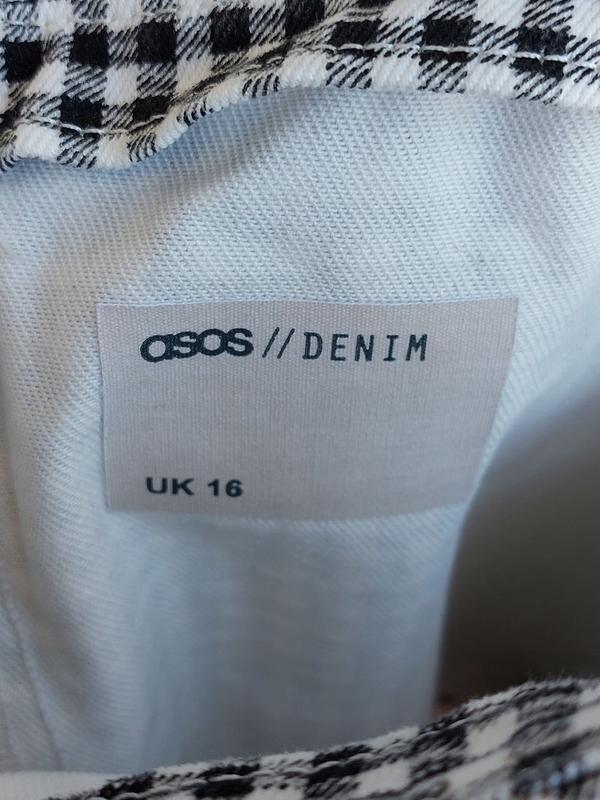 asos // DENIM
UK 16